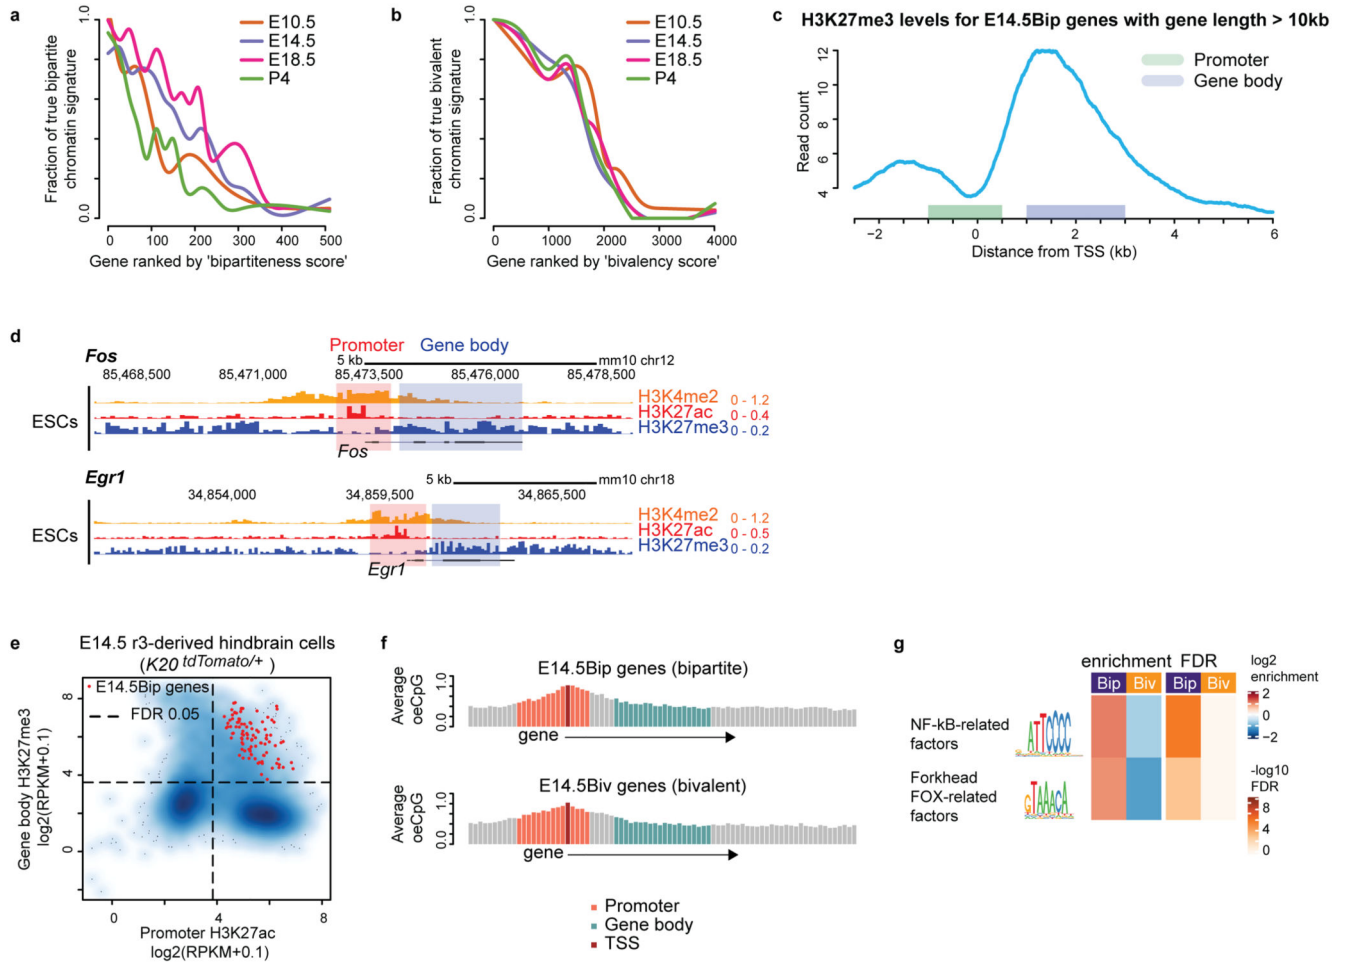 a
Fraction of true bipartite
chromatin signature
1.0
0.0
E10.5
E14.5
E18.5
P4
0 100 200 300 400 500
Gene ranked by 'bipartiteness score'
b
Fraction of true bivalent
chromatin signature
1.0
0.0
E10.5
E14.5
E18.5
P4
0 1000 2000 3000 4000
Gene ranked by 'bivalency score'
c
H3K27me3 levels for E14.5Bip genes with gene length > 10kb
Read count
12
10
8
6
4
Promoter
Gene body
−2 0 2 4 6
Distance from TSS (kb)
d
Promoter Gene body
Fos
5 kb mm10 chr12
85,468,500 85,471,000 85,473,500 85,476,000 85,478,500
ESCs
H3K4me2 0 - 1.2
H3K27ac 0 - 0.4
H3K27me3 0 - 0.2
Fos
Egr1
5 kb mm10 chr18
34,854,000 34,859,500 34,865,500
ESCs
H3K4me2 0 - 1.2
H3K27ac 0 - 0.5
H3K27me3 0 - 0.2
Egr1
e
E14.5 r3-derived hindbrain cells
(K20 tdTomato/+ )
Gene body H3K27me3
log2(RPKM+0.1)
8
4
0
E14.5Bip genes
FDR 0.05
0 4 8
Promoter H3K27ac
log2(RPKM+0.1)
f
E14.5Bip genes (bipartite)
Average
oeCpG
0.0 1.0
gene
E14.5Biv genes (bivalent)
Average
oeCpG
0.0 1.0
gene
Promoter
Gene body
TSS
g
enrichment FDR
Bip Biv Bip Biv
NF-kB-related
factors
ATTCCCC
Forkhead
FOX-related
factors
GTAAACA
log2
enrichment
2
0
−2
-log10
FDR
8
4
0